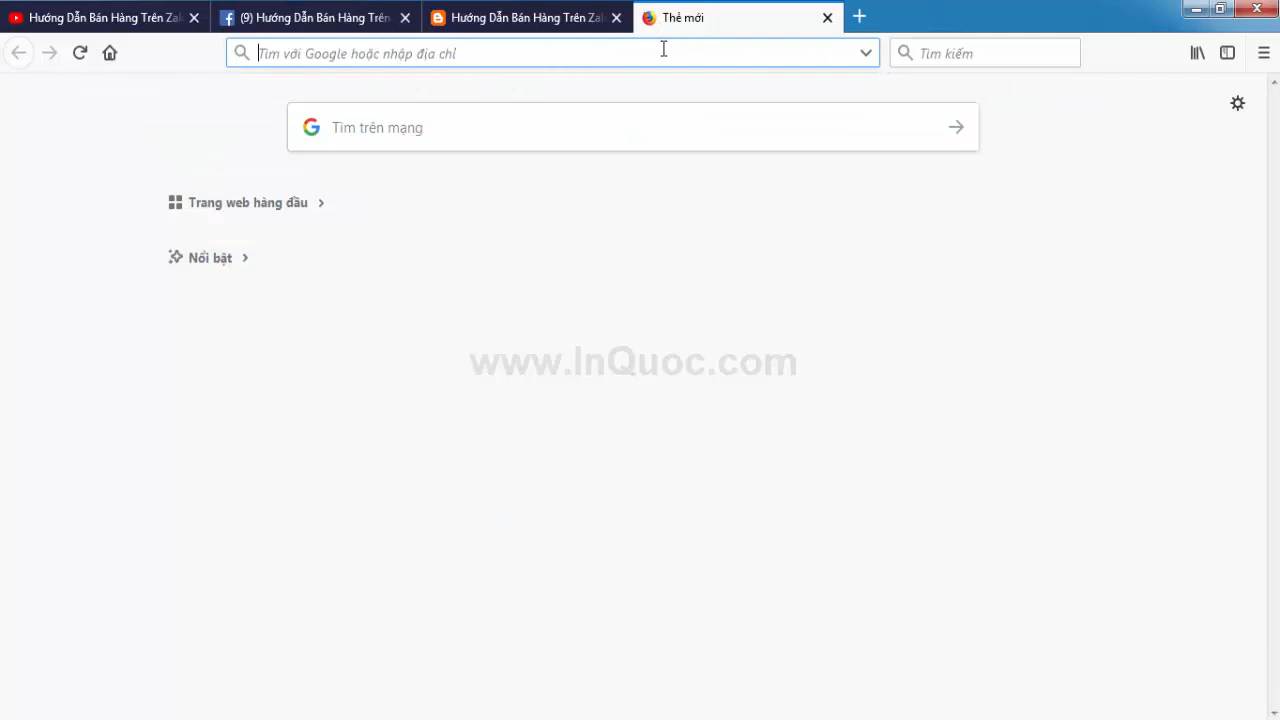 Hướng Dẫn Bán Hàng Trên Zal
(9) Hướng Dẫn Bán Hàng Trên
Hướng Dẫn Bán Hàng Trên Zal
Thẻ mới
Tìm với Google hoặc nhập địa chỉ
Tìm kiếm
Tìm trên mạng
Trang web hàng đầu
Nổi bật
www.InQuoc.com